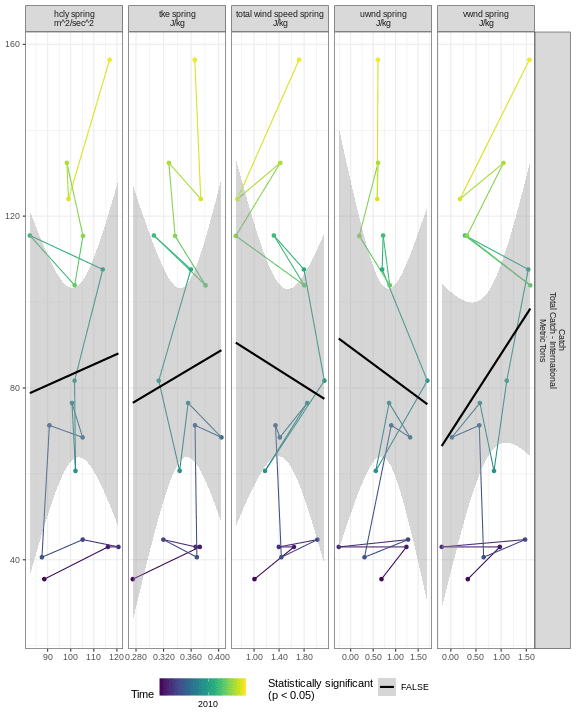 hdly spring
m^2/sec^2
tke spring
J/kg
total wind speed spring
J/kg
uwnd spring
J/kg
vwnd spring
J/kg
160
120
80
40
Catch
Total Catch - International
Metric Tons
90 100 110 120
0.280 0.320 0.360 0.400
1.00 1.40 1.80
0.00 0.50 1.00 1.50
0.00 0.50 1.00 1.50
Time
2010
Statistically significant
(p < 0.05)
FALSE